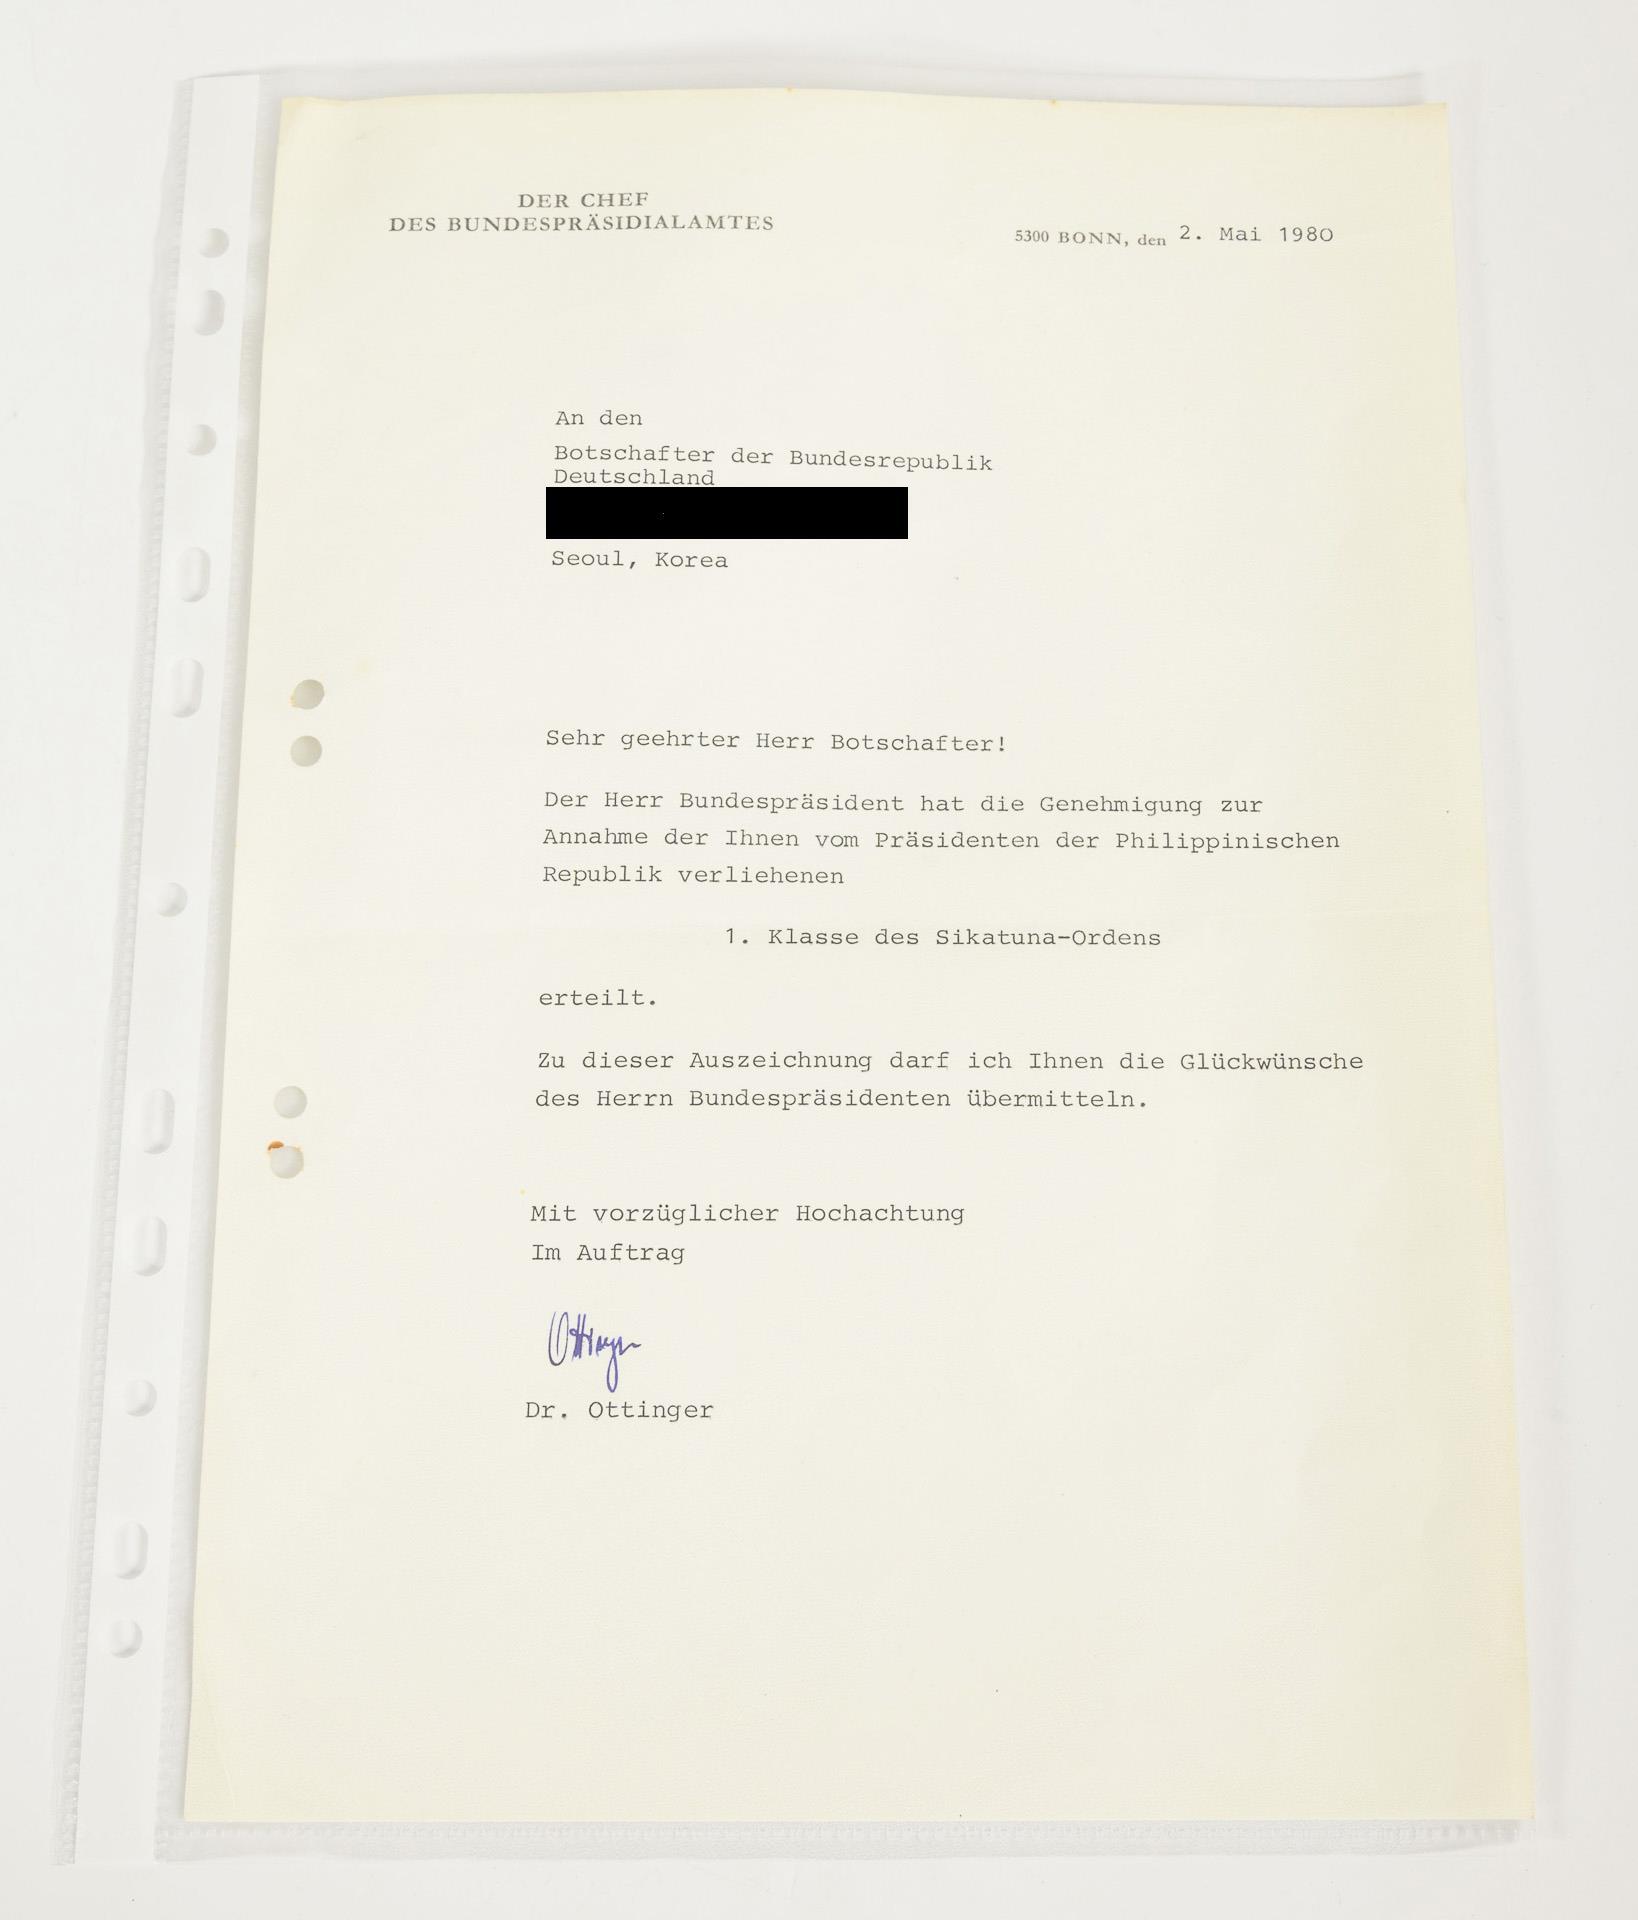 DER CHEF
DES BUNDESPRÄSIDIALAMTES
5300 BONN, den 2. Mai 1980
An den
Botschafter der Bundesrepublik
Deutschland
Seoul, Korea
Sehr geehrter Herr Botschafter!
Der Herr Bundespräsident hat die Genehmigung zur
Annahme der Ihnen vom Präsidenten der Philippinischen
Republik verliehenen
1. Klasse des Sikatuna-Ordens
erteilt.
Zu dieser Auszeichnung darf ich Ihnen die Glückwünsche
des Herrn Bundespräsidenten übermitteln.
Mit vorzüglicher Hochachtung
Im Auftrag
Ottinger
Dr. Ottinger